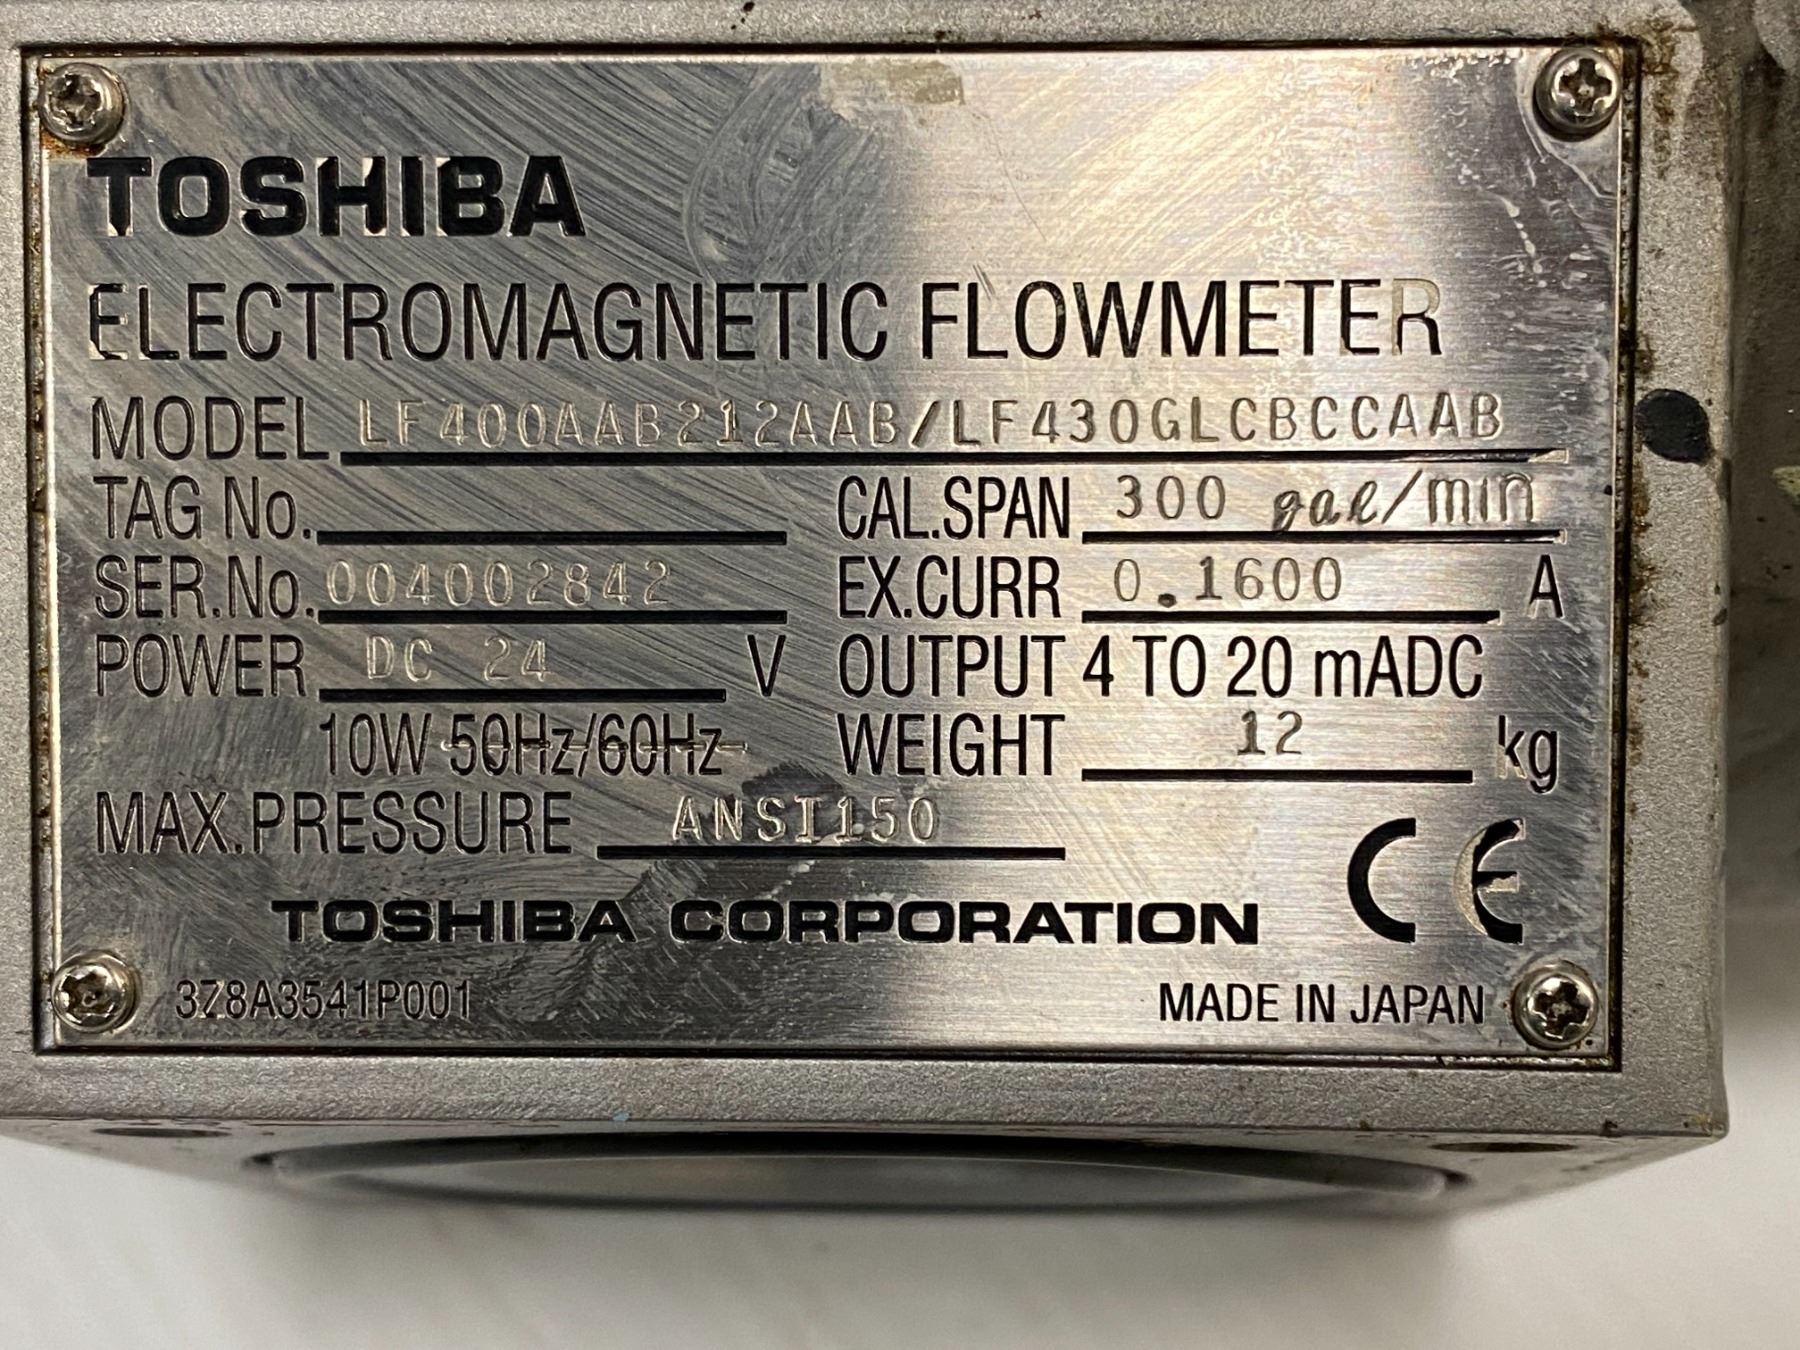 TOSHIBA
ELECTROMAGNETIC FLOWMETER
MODEL LF400AAB212AAB/LF430GLCBCCAAB
TAG No. CAL.SPAN 300 gal/min
SER.No. 004002842 EX.CURR 0.1600 A
POWER DC 24 V OUTPUT 4 TO 20 mADC
10W 50Hz/60Hz WEIGHT 12 kg
MAX.PRESSURE ANSI150
CE
TOSHIBA CORPORATION
3Z8A3541P001 MADE IN JAPAN